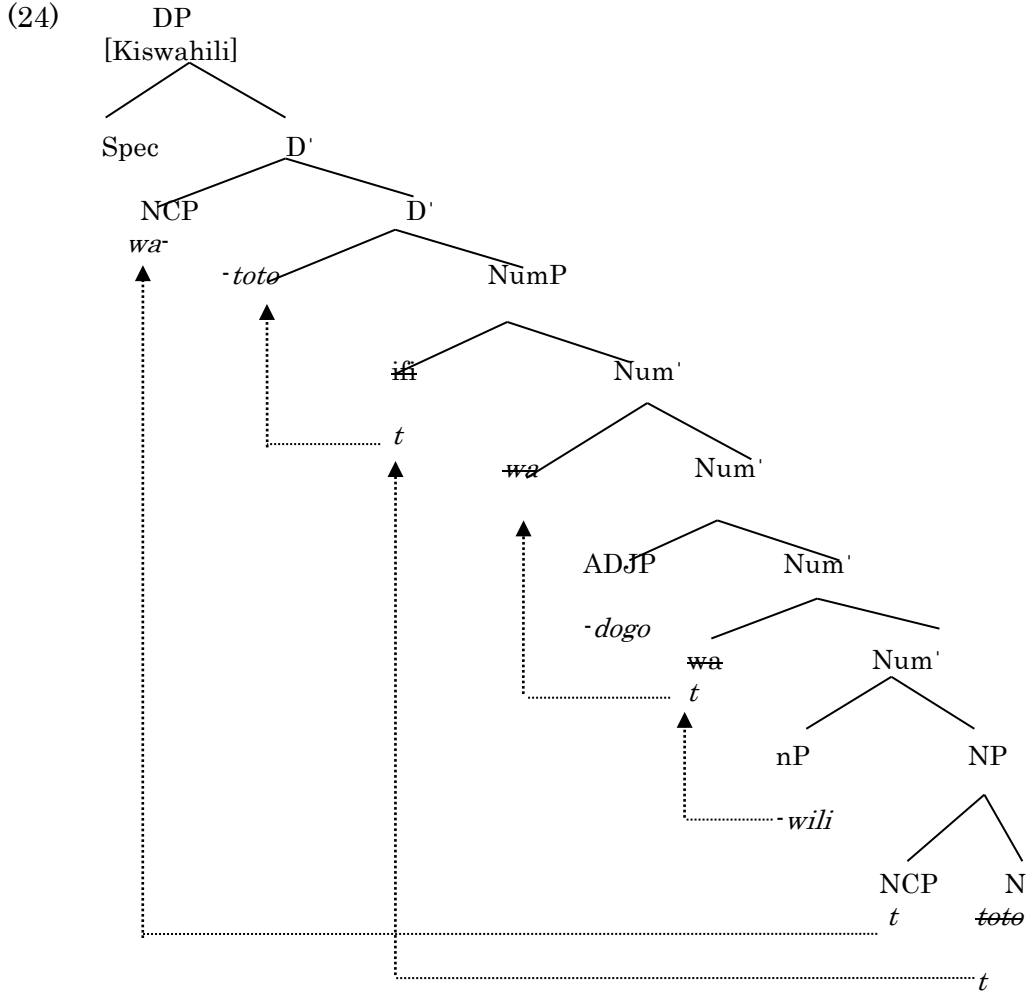 (24) DP
[Kiswahili]
Spec D'
NCP D'
wa-
-toto NumP
Num'
t
wa Num'
ADJP Num'
-dogo
wa Num'
t
nP NP
-wili
NCP N
t toto
t